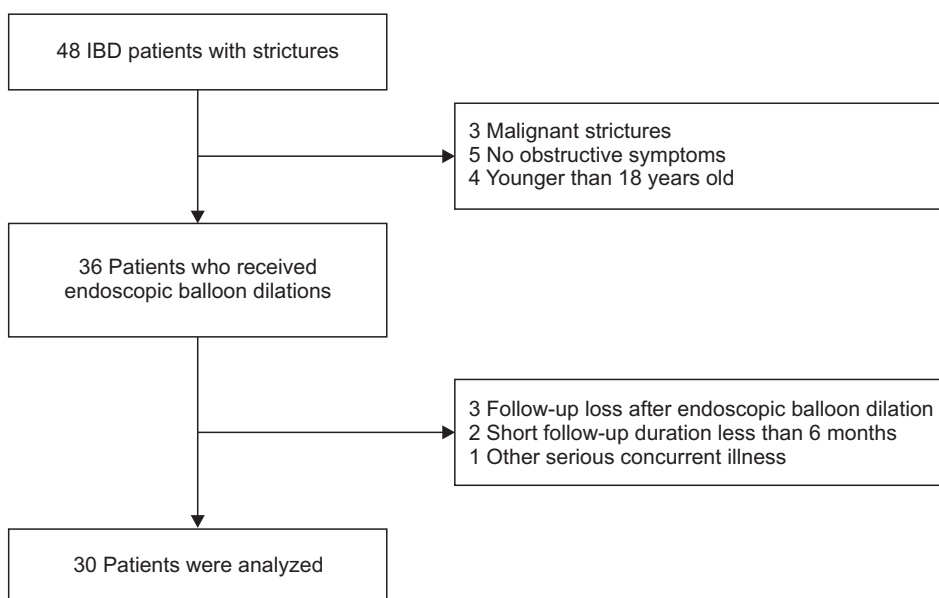 48 IBD patients with strictures
3 Malignant strictures
5 No obstructive symptoms
4 Younger than 18 years old
36 Patients who received
endoscopic balloon dilations
3 Follow-up loss after endoscopic balloon dilation
2 Short follow-up duration less than 6 months
1 Other serious concurrent illness
30 Patients were analyzed